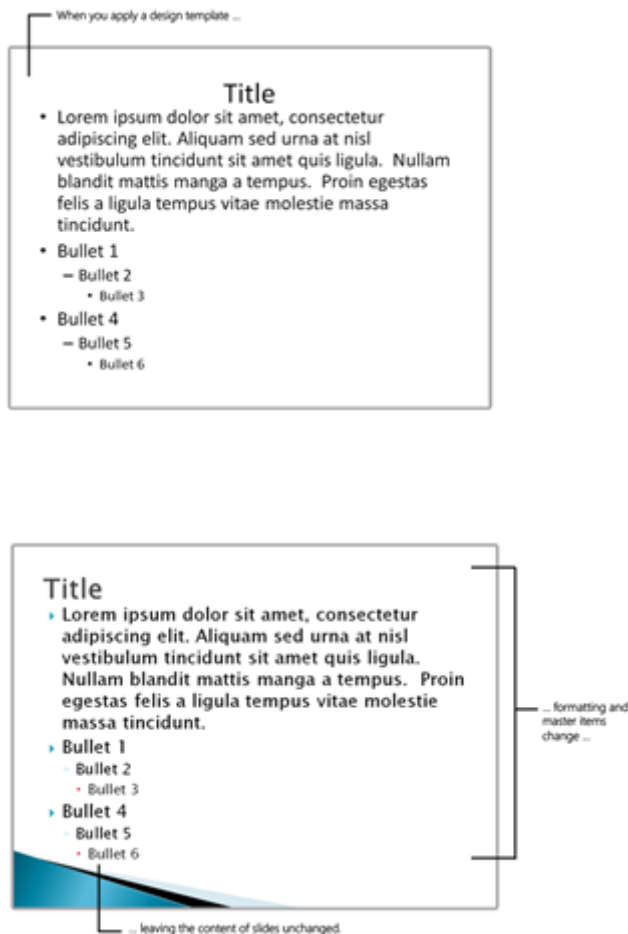 When you apply a design template ...
Title
• Lorem ipsum dolor sit amet, consectetur
adipiscing elit. Aliquam sed urna at nisl
vestibulum tincidunt sit amet quis ligula.  Nullam
blandit mattis manga a tempus.  Proin egestas
felis a ligula tempus vitae molestie massa
tincidunt.
• Bullet 1
– Bullet 2
• Bullet 3
• Bullet 4
– Bullet 5
• Bullet 6
Title
Lorem ipsum dolor sit amet, consectetur
adipiscing elit. Aliquam sed urna at nisl
vestibulum tincidunt sit amet quis ligula.
Nullam blandit mattis manga a tempus.  Proin
egestas felis a ligula tempus vitae molestie
massa tincidunt.
Bullet 1
Bullet 2
• Bullet 3
Bullet 4
Bullet 5
• Bullet 6
... formatting and
master items
change ...
... leaving the content of slides unchanged.